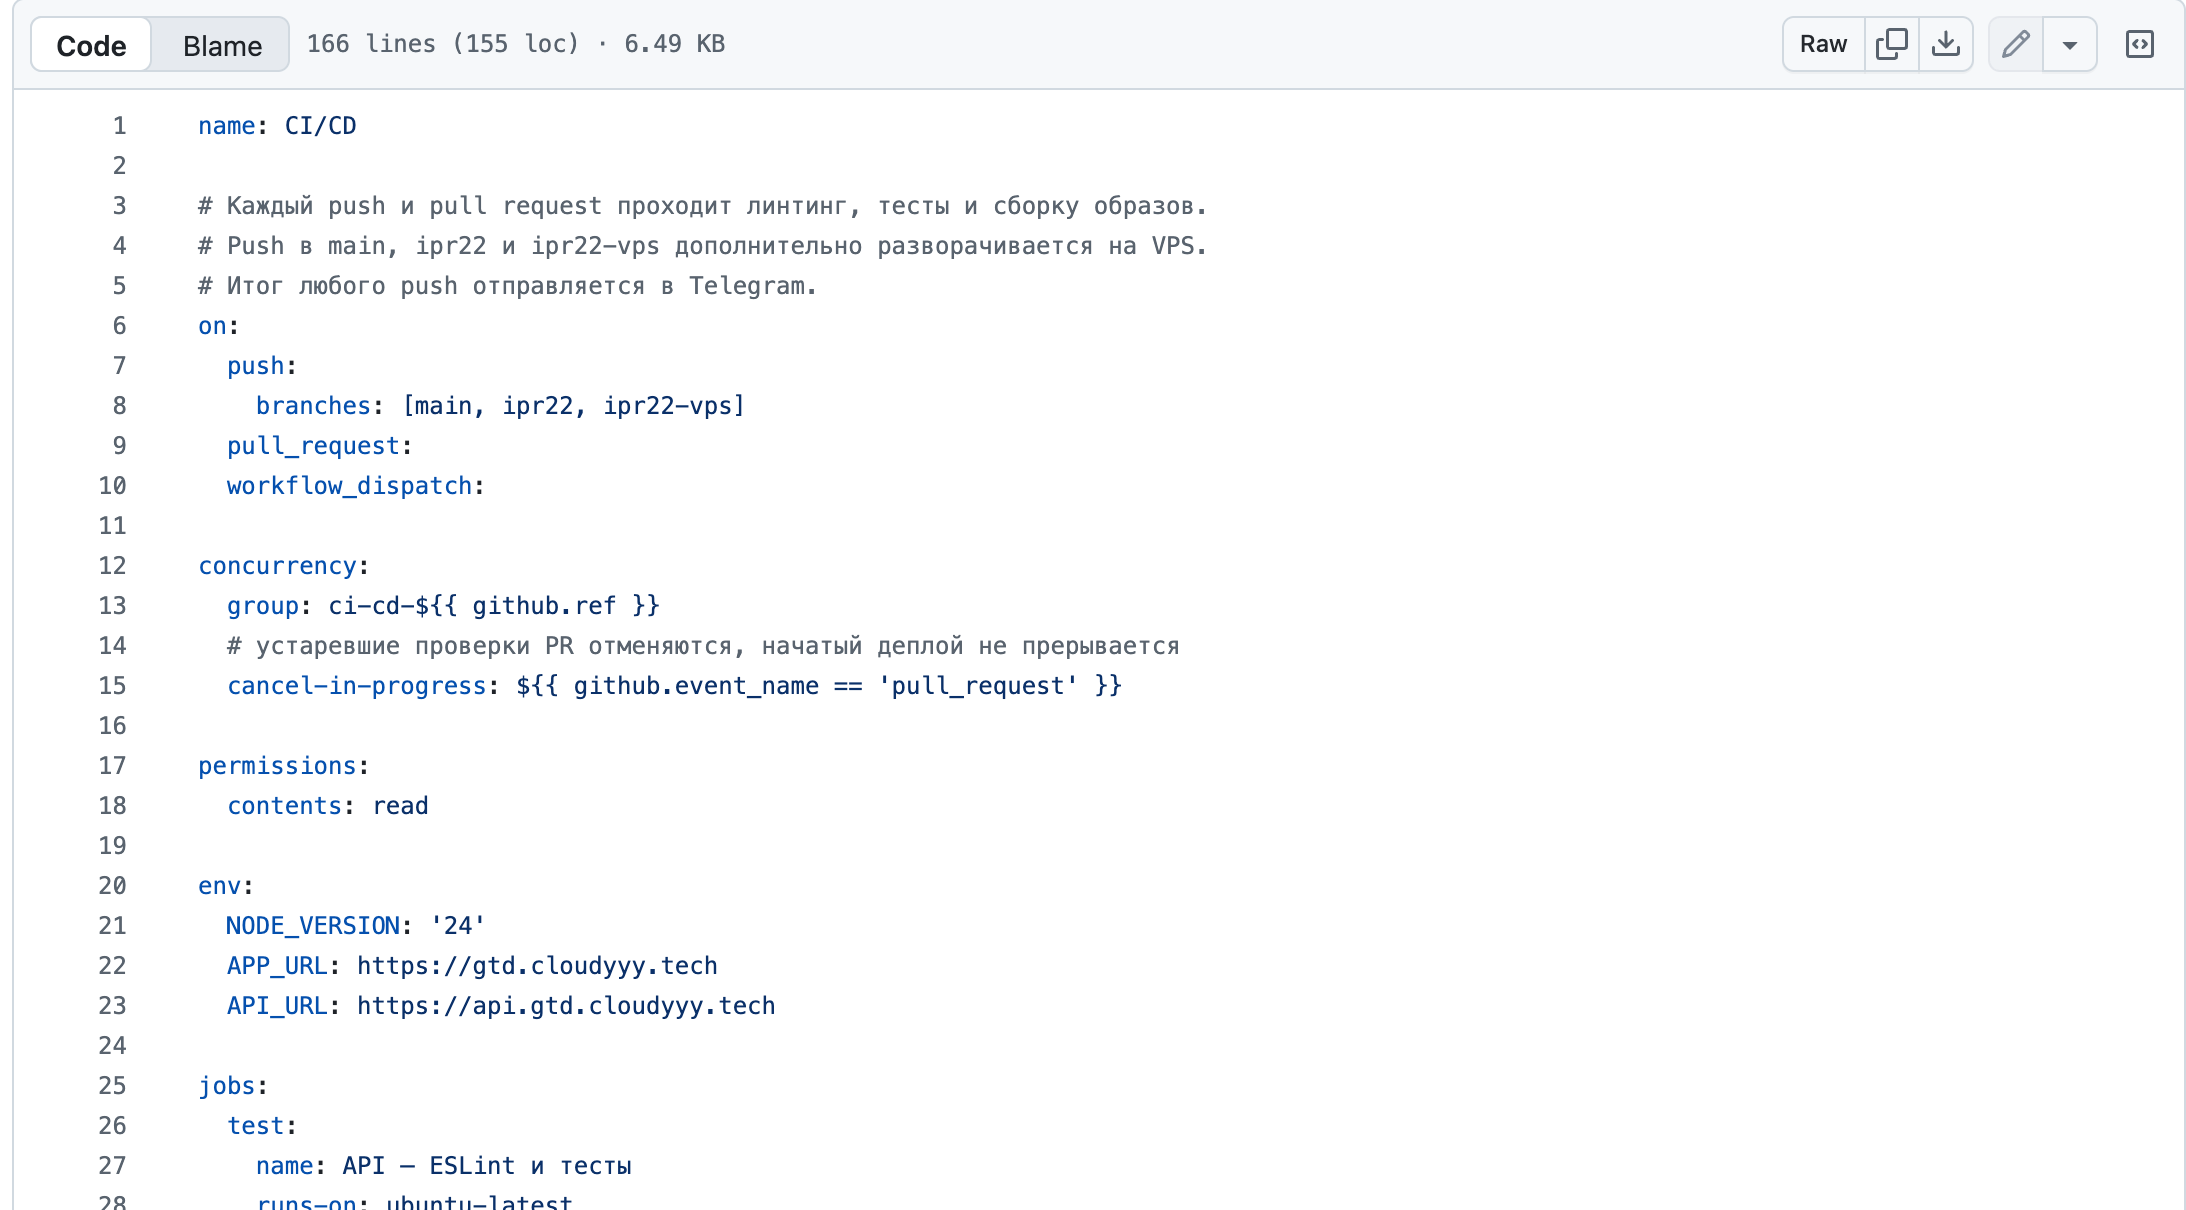 Code Blame 166 lines (155 loc) · 6.49 KB Raw
1 name: CI/CD
2
3 # Каждый push и pull request проходит линтинг, тесты и сборку образов.
4 # Push в main, ipr22 и ipr22-vps дополнительно разворачивается на VPS.
5 # Итог любого push отправляется в Telegram.
6 on:
7   push:
8     branches: [main, ipr22, ipr22-vps]
9   pull_request:
10   workflow_dispatch:
11
12 concurrency:
13   group: ci-cd-${{ github.ref }}
14   # устаревшие проверки PR отменяются, начатый деплой не прерывается
15   cancel-in-progress: ${{ github.event_name == 'pull_request' }}
16
17 permissions:
18   contents: read
19
20 env:
21   NODE_VERSION: '24'
22   APP_URL: https://gtd.cloudyyy.tech
23   API_URL: https://api.gtd.cloudyyy.tech
24
25 jobs:
26   test:
27     name: API — ESLint и тесты
28     runs-on: ubuntu-latest